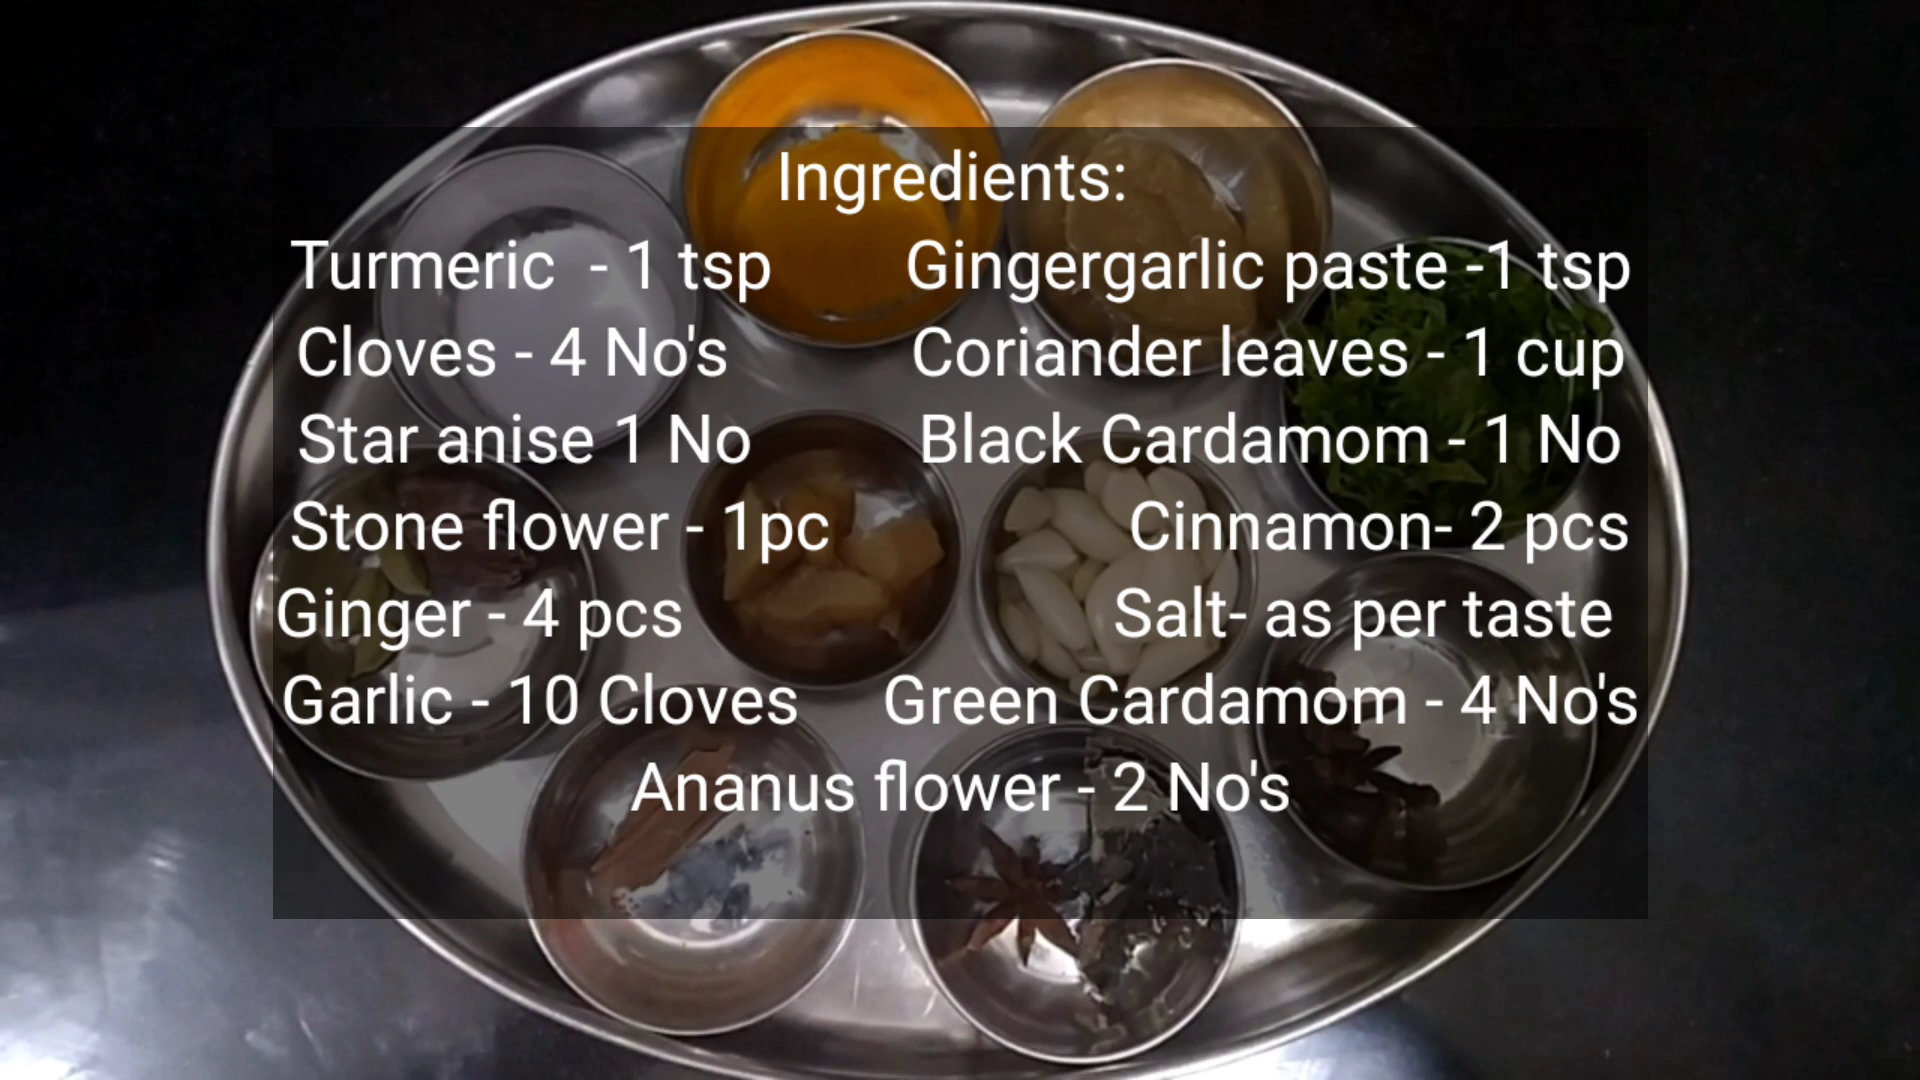 Ingredients:
Turmeric  - 1 tsp        Gingergarlic paste -1 tsp
Cloves - 4 No's           Coriander leaves - 1 cup
Star anise 1 No          Black Cardamom - 1 No
Stone flower - 1pc                  Cinnamon- 2 pcs
Ginger - 4 pcs                          Salt- as per taste
Garlic - 10 Cloves     Green Cardamom - 4 No's
Ananus flower - 2 No's